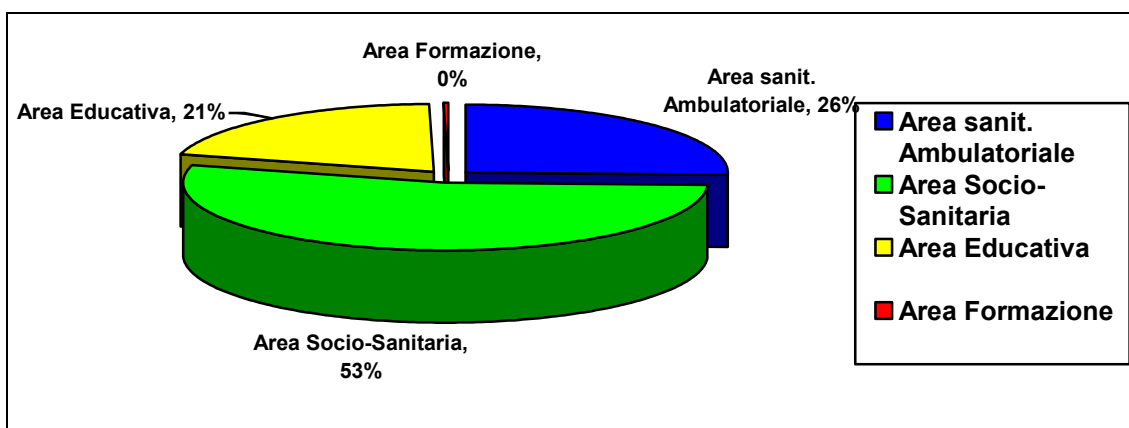 Area Formazione,
0%
Area sanit.
Ambulatoriale, 26%
Area Educativa, 21%
Area Socio-Sanitaria,
53%
Area sanit.
Ambulatoriale
Area Socio-
Sanitaria
Area Educativa
Area Formazione